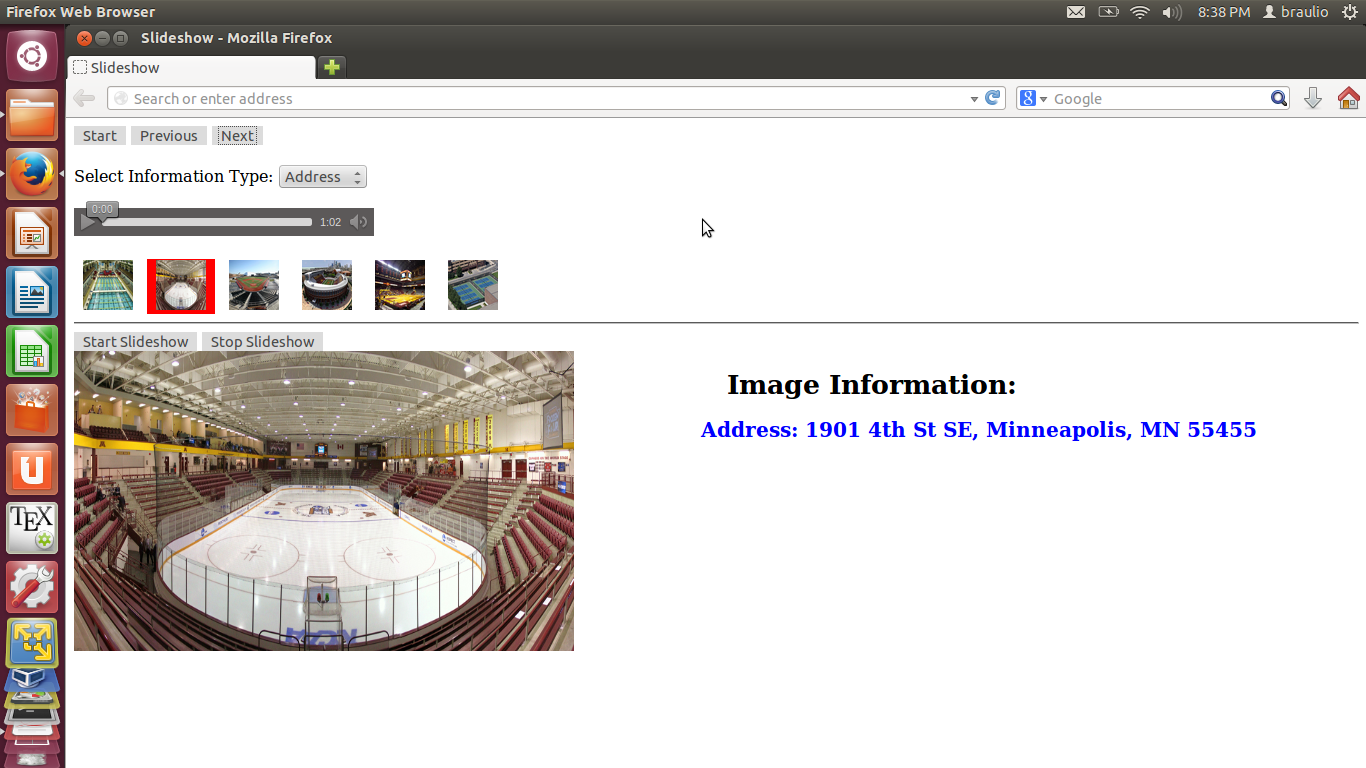 Firefox Web Browser
8:38 PM braulio
Slideshow - Mozilla Firefox
Slideshow
Search or enter address
Google
Start Previous Next
Select Information Type: Address
0:00
1:02
Start Slideshow Stop Slideshow
Image Information:
Address: 1901 4th St SE, Minneapolis, MN 55455
TEX